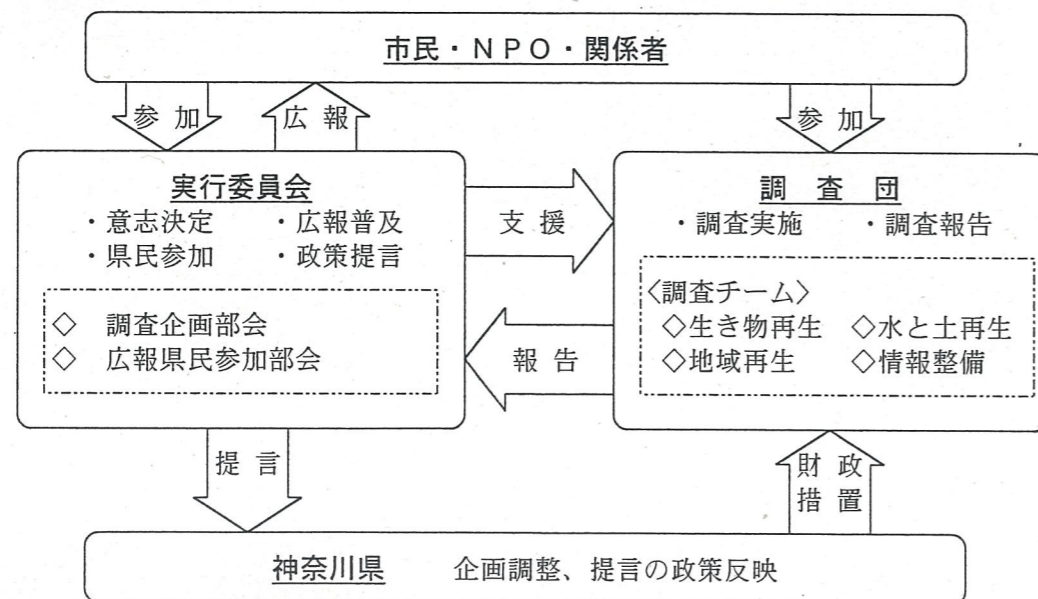 市民・NPO・関係者
参加
広報
参加
実行委員会
・意志決定 ・広報普及
・県民参加 ・政策提言
◇ 調査企画部会
◇ 広報県民参加部会
支援
報告
調査団
・調査実施 ・調査報告
〈調査チーム〉
◇生き物再生 ◇水と土再生
◇地域再生 ◇情報整備
提言
財政
措置
神奈川県 企画調整、提言の政策反映